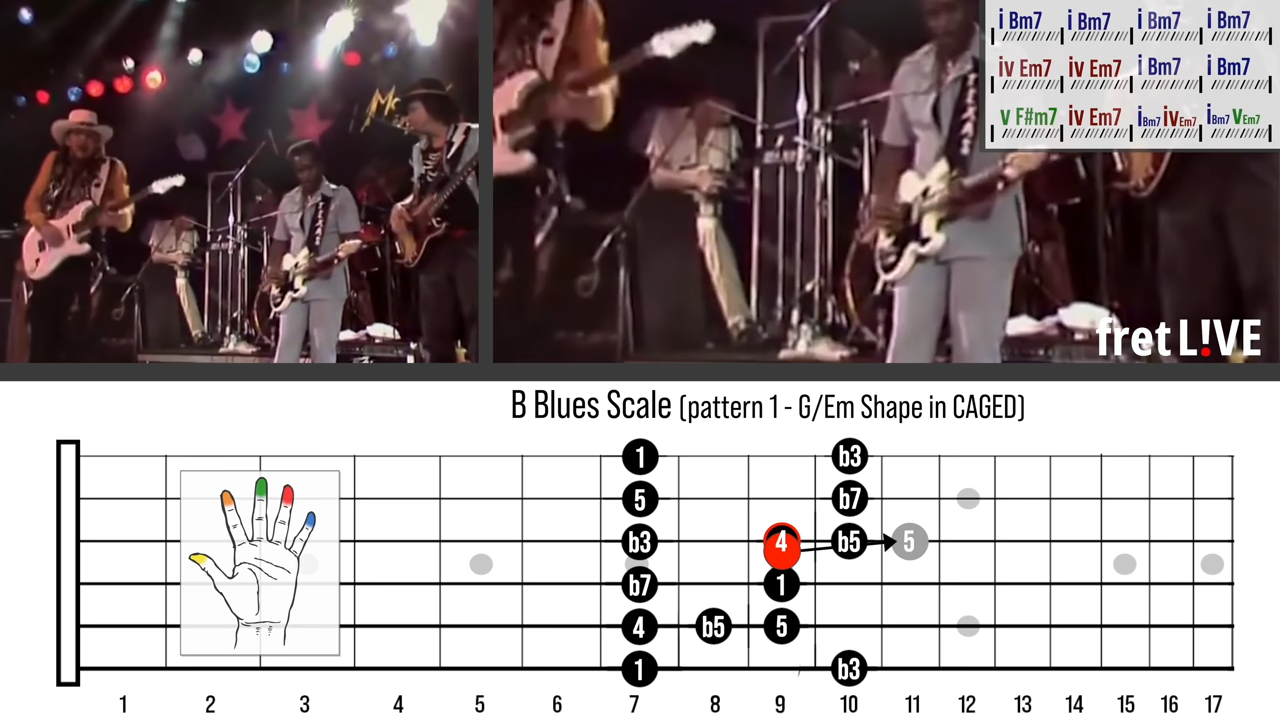 i Bm7 i Bm7 i Bm7 i Bm7
iv Em7 iv Em7 i Bm7 i Bm7
v F#m7 iv Em7 i Bm7 iv Em7 i Bm7 V Em7
TEXAS
fret L!VE
B Blues Scale (pattern 1 - G/Em Shape in CAGED)
1 b3
5 b7
b3 4 b5 5
b7 1
4 b5 5
1 b3
1 2 3 4 5 6 7 8 9 10 11 12 13 14 15 16 17